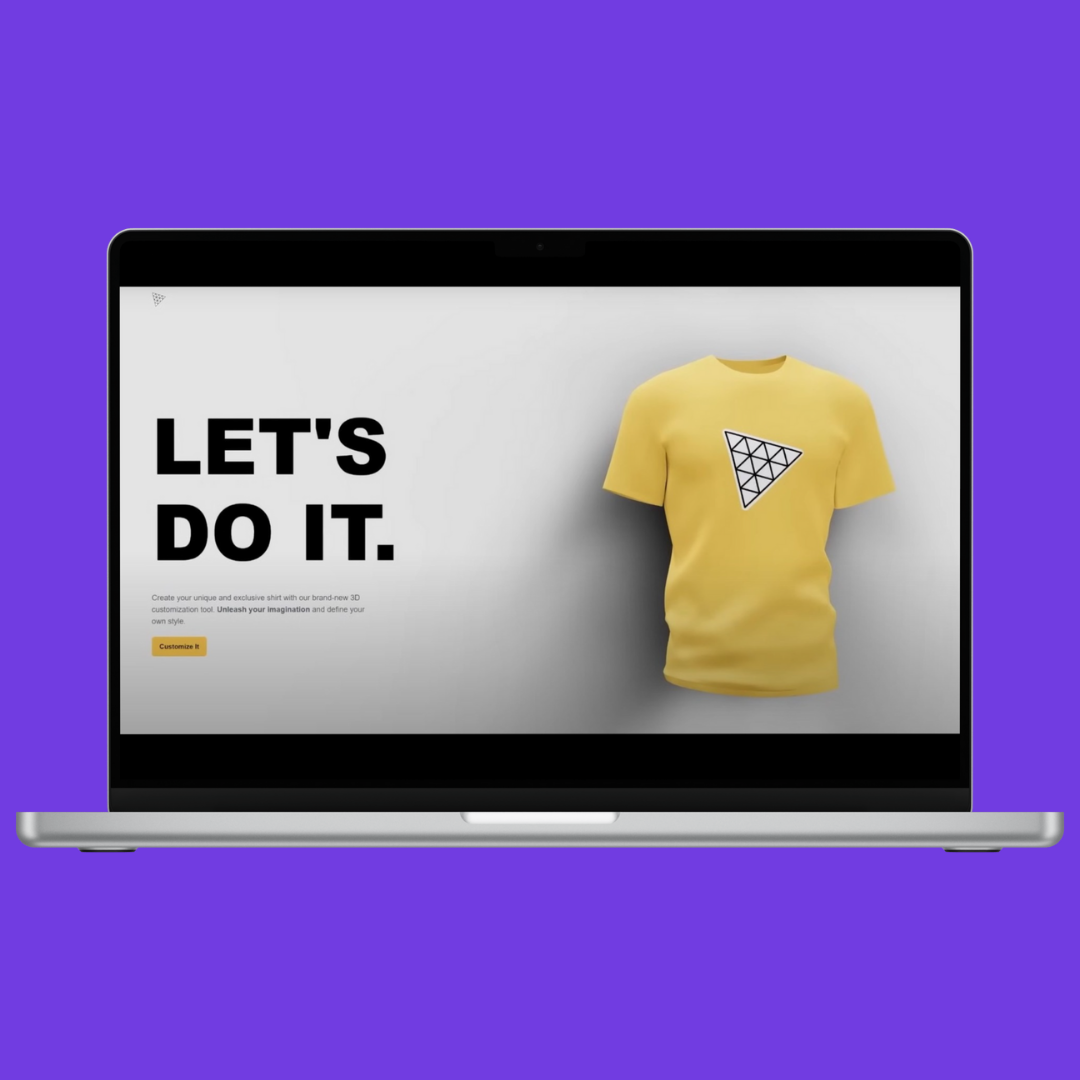 LET'S
DO IT.
Create your unique and exclusive shirt with our brand-new 3D
customization tool. Unleash your imagination and define your
own style.
Customize It